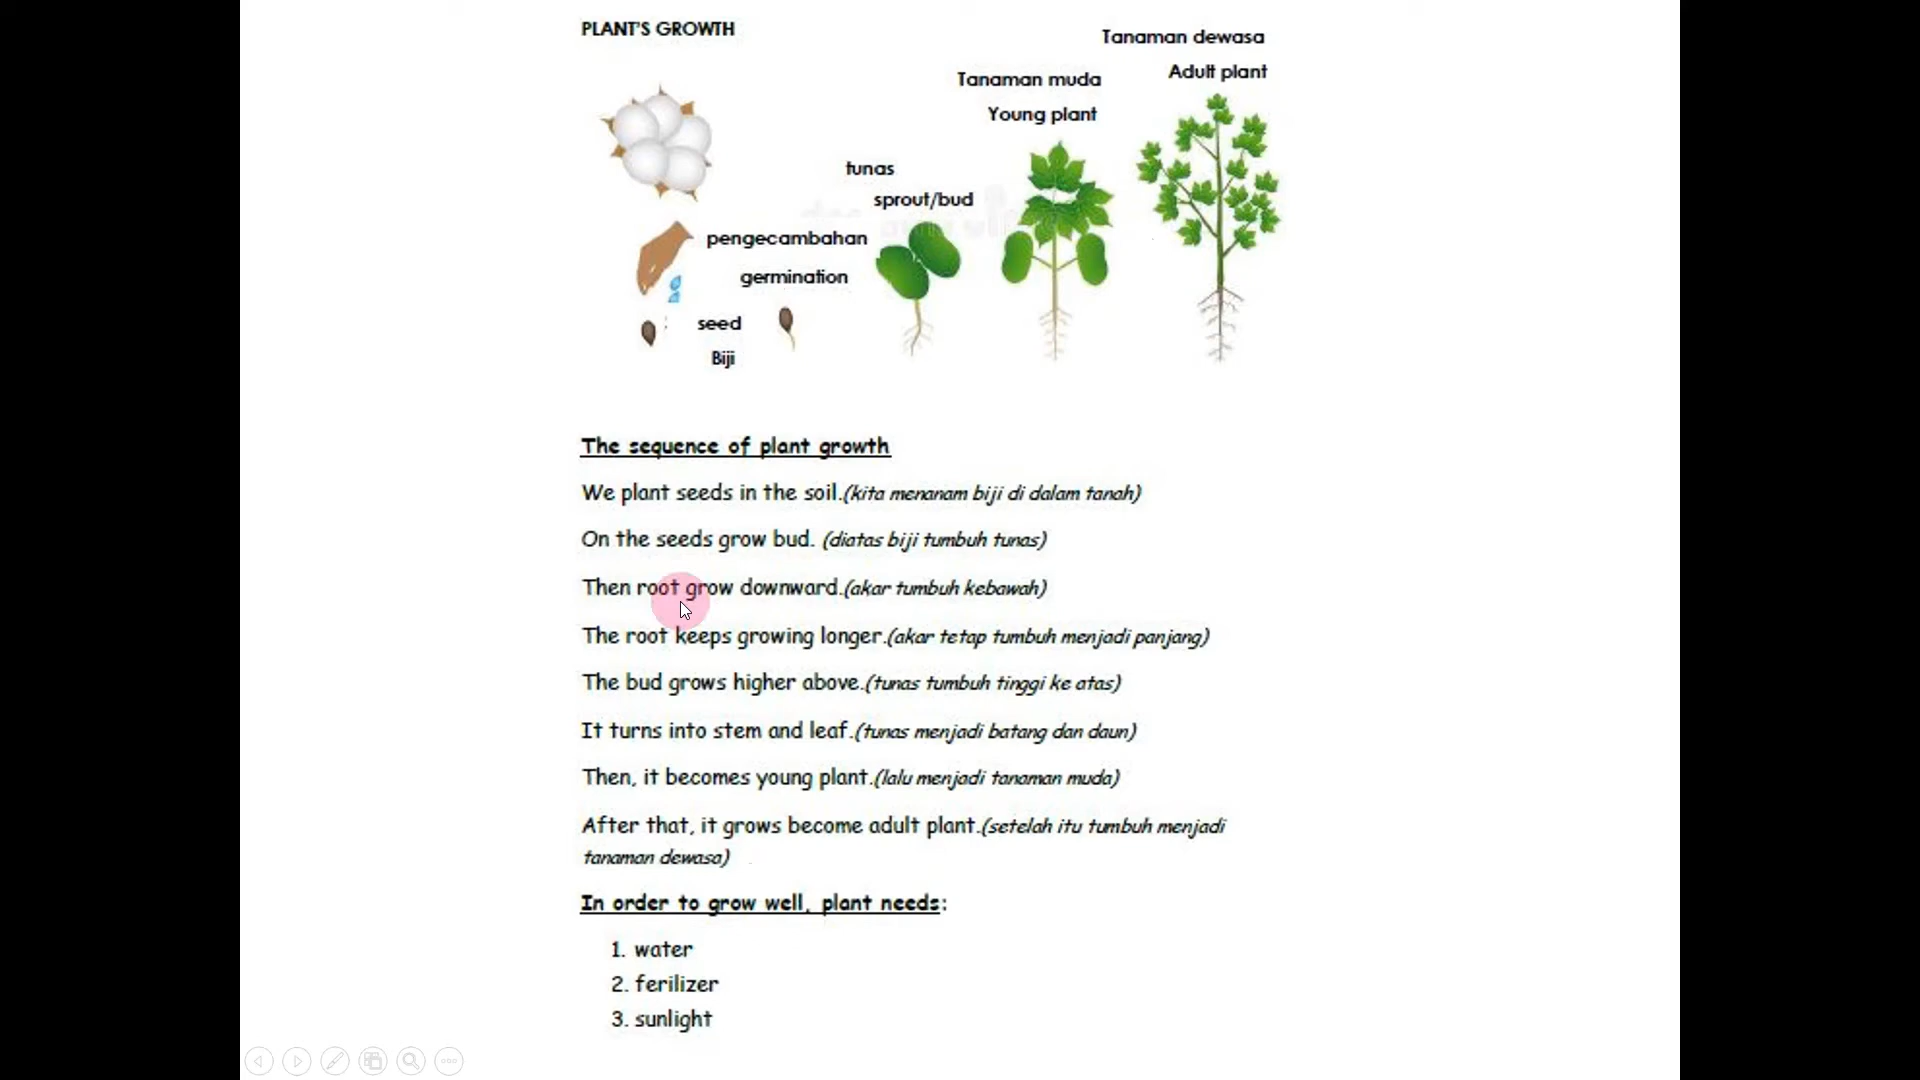 PLANT'S GROWTH
Tanaman dewasa
Adult plant
Tanaman muda
Young plant
tunas
sprout/bud
pengecambahan
germination
seed
Biji
The sequence of plant growth
We plant seeds in the soil.(kita menanam biji di dalam tanah)
On the seeds grow bud. (diatas biji tumbuh tunas)
Then root grow downward.(akar tumbuh kebawah)
The root keeps growing longer.(akar tetap tumbuh menjadi panjang)
The bud grows higher above.(tunas tumbuh tinggi ke atas)
It turns into stem and leaf.(tunas menjadi batang dan daun)
Then, it becomes young plant.(lalu menjadi tanaman muda)
After that, it grows become adult plant.(setelah itu tumbuh menjadi
tanaman dewasa)
In order to grow well, plant needs:
1. water
2. ferilizer
3. sunlight